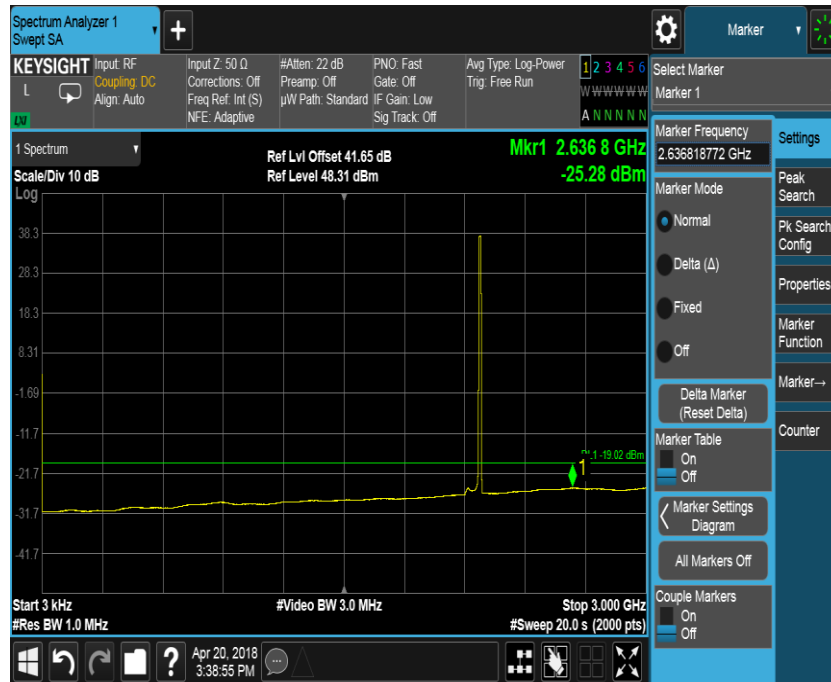 Spectrum Analyzer 1
Swept SA
Marker
KEYSIGHT
L
LXI
Input: RF
Coupling: DC
Align: Auto
Input Z: 50 Ω
Corrections: Off
Freq Ref: Int (S)
NFE: Adaptive
#Atten: 22 dB
Preamp: Off
µW Path: Standard
PNO: Fast
Gate: Off
IF Gain: Low
Sig Track: Off
Avg Type: Log-Power
Trig: Free Run
1 2 3 4 5 6
W W W W W W
A N N N N N
Select Marker
Marker 1
1 Spectrum
Scale/Div 10 dB
Ref Lvl Offset 41.65 dB
Ref Level 48.31 dBm
Mkr1 2.636 8 GHz
-25.28 dBm
Log
38.3
28.3
18.3
8.31
-1.69
-11.7
-21.7
-31.7
-41.7
-19.02 dBm
1
Start 3 kHz
#Res BW 1.0 MHz
#Video BW 3.0 MHz
Stop 3.000 GHz
#Sweep 20.0 s (2000 pts)
Marker Frequency
2.636818772 GHz
Marker Mode
Normal
Delta (Δ)
Fixed
Off
Delta Marker
(Reset Delta)
Marker Table
On
Off
Marker Settings
Diagram
All Markers Off
Couple Markers
On
Off
Settings
Peak
Search
Pk Search
Config
Properties
Marker
Function
Marker→
Counter
?
Apr 20, 2018
3:38:55 PM